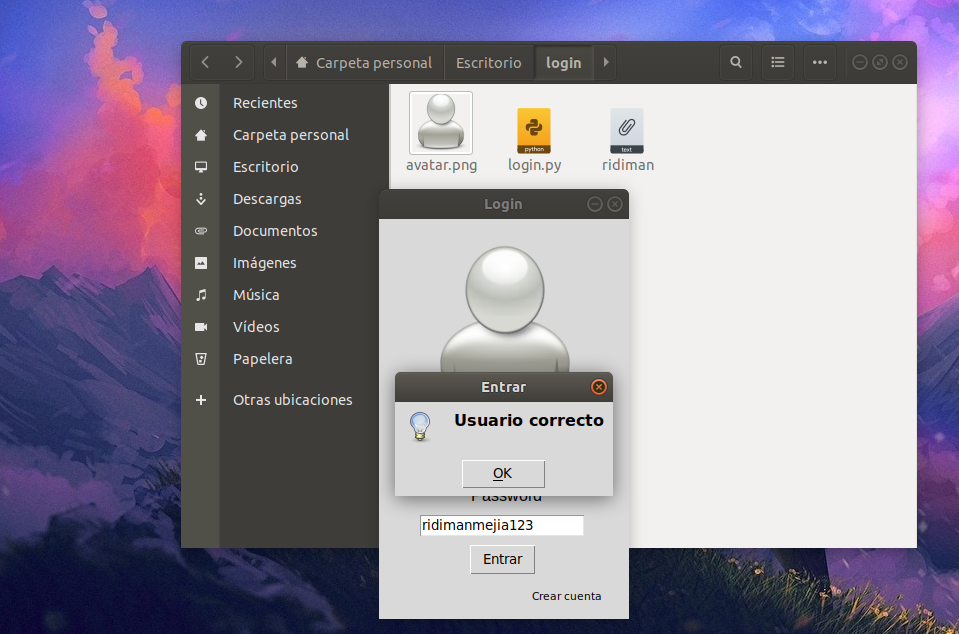 Carpeta personal
Escritorio
login
Recientes
Carpeta personal
Escritorio
Descargas
Documentos
Imágenes
Música
Vídeos
Papelera
Otras ubicaciones
python
text
avatar.png
login.py
ridiman
Login
Entrar
Usuario correcto
OK
Password
ridimanmejia123
Entrar
Crear cuenta